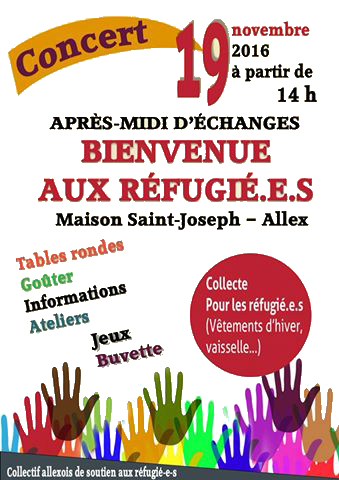 Concert
19
novembre
2016
à partir de
14 h
APRÈS-MIDI D'ÉCHANGES
BIENVENUE
AUX RÉFUGIÉ.E.S
Maison Saint-Joseph – Allex
Tables rondes
Goûter
Informations
Ateliers
Jeux
Buvette
Collecte
Pour les réfugié.e.s
(Vêtements d'hiver,
vaisselle...)
Collectif allexois de soutien aux réfugié-e-s